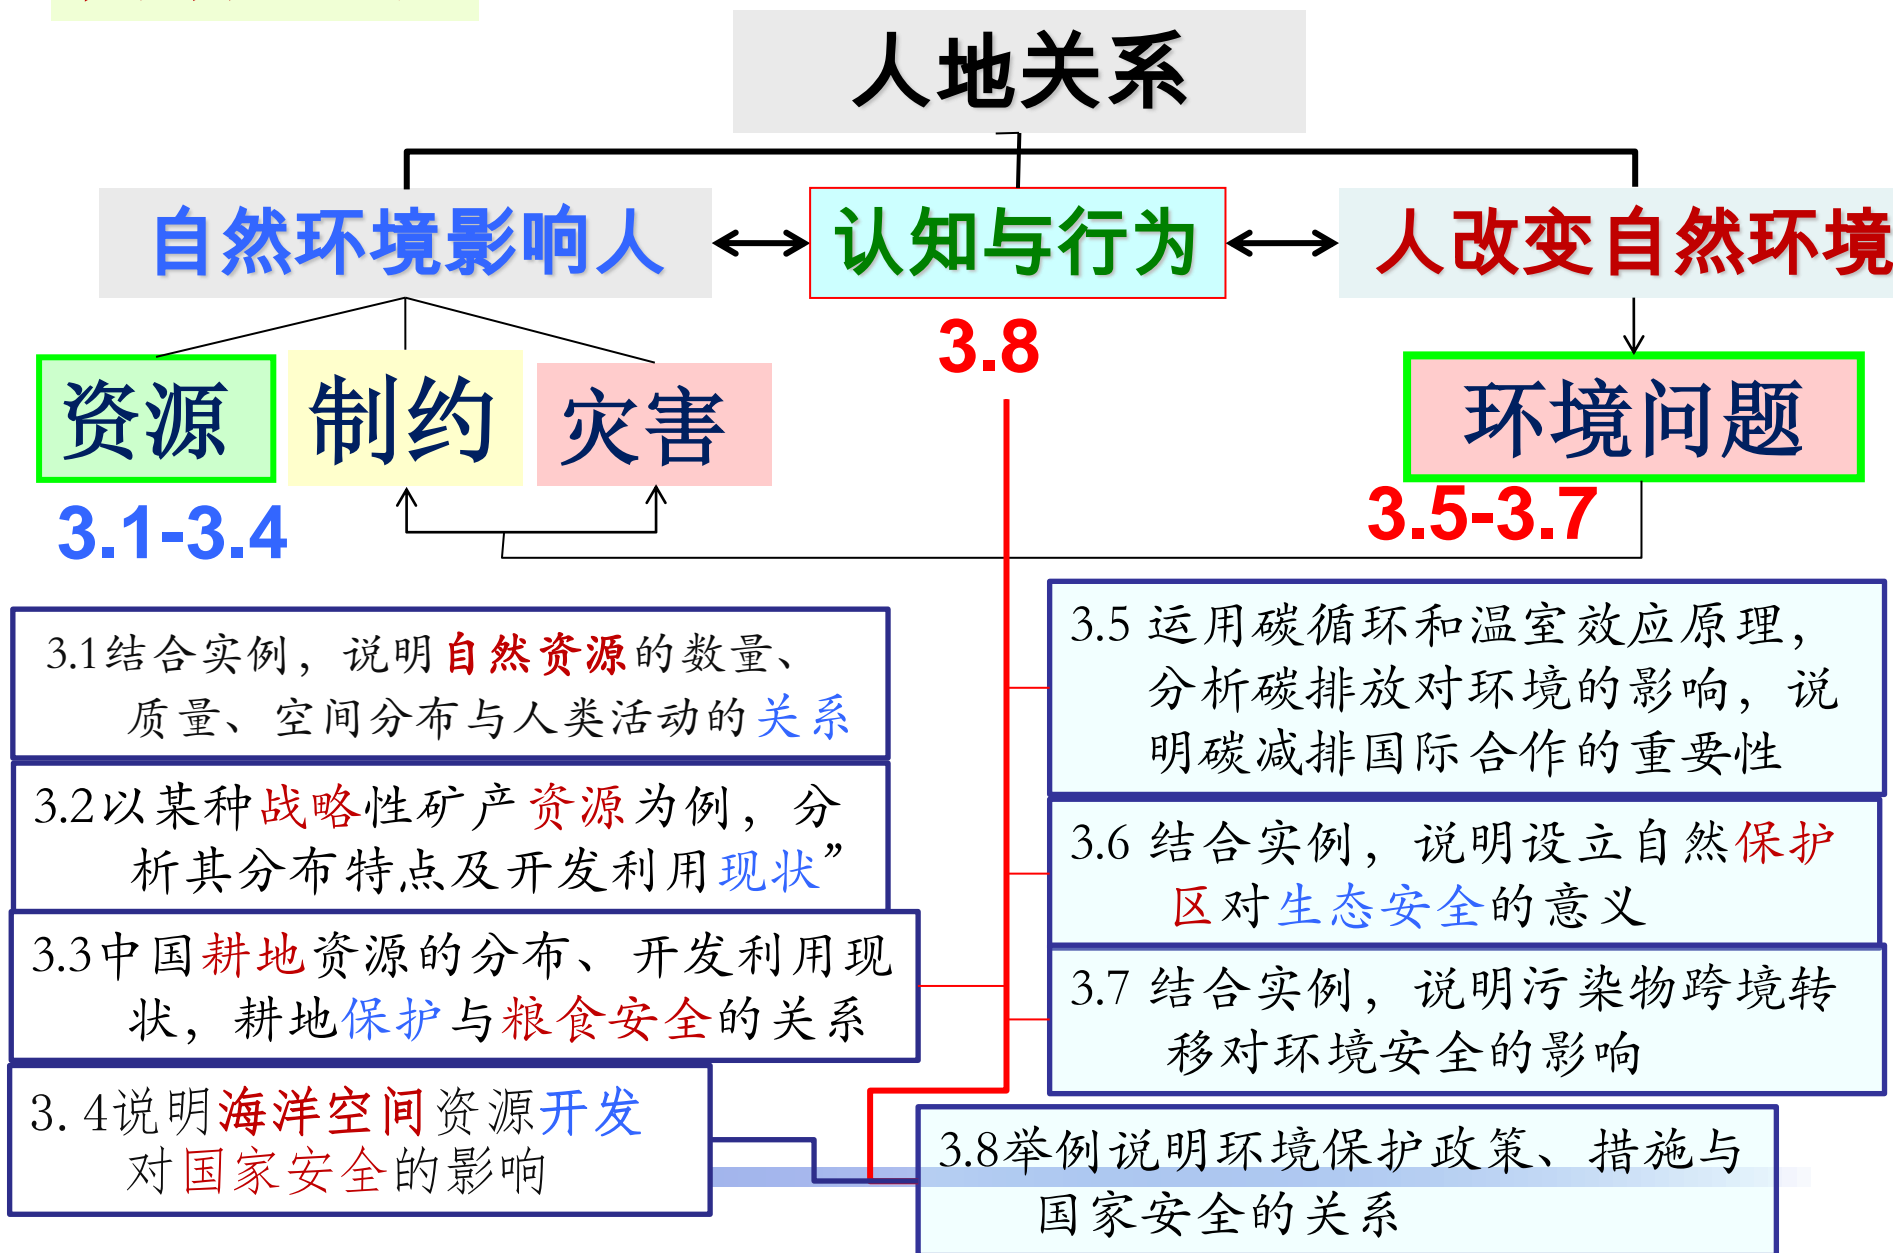 人地关系
自然环境影响人
认知与行为
人改变自然环境
3.8
资源
制约
灾害
环境问题
3.1-3.4
3.5-3.7
3.1结合实例，说明自然资源的数量、
质量、空间分布与人类活动的关系
3.2以某种战略性矿产资源为例，分
析其分布特点及开发利用现状”
3.3中国耕地资源的分布、开发利用现
状，耕地保护与粮食安全的关系
3. 4说明海洋空间资源开发
对国家安全的影响
3.5 运用碳循环和温室效应原理，
分析碳排放对环境的影响，说
明碳减排国际合作的重要性
3.6 结合实例，说明设立自然保护
区对生态安全的意义
3.7 结合实例，说明污染物跨境转
移对环境安全的影响
3.8举例说明环境保护政策、措施与
国家安全的关系